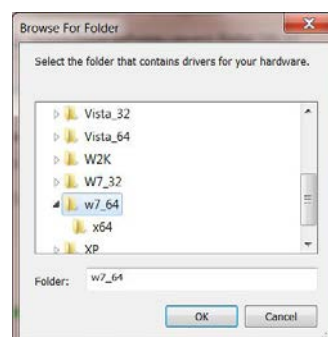 Browse For Folder
Select the folder that contains drivers for your hardware.
Vista_32
Vista_64
W2K
W7_32
w7_64
x64
XP
Folder: w7_64
OK Cancel